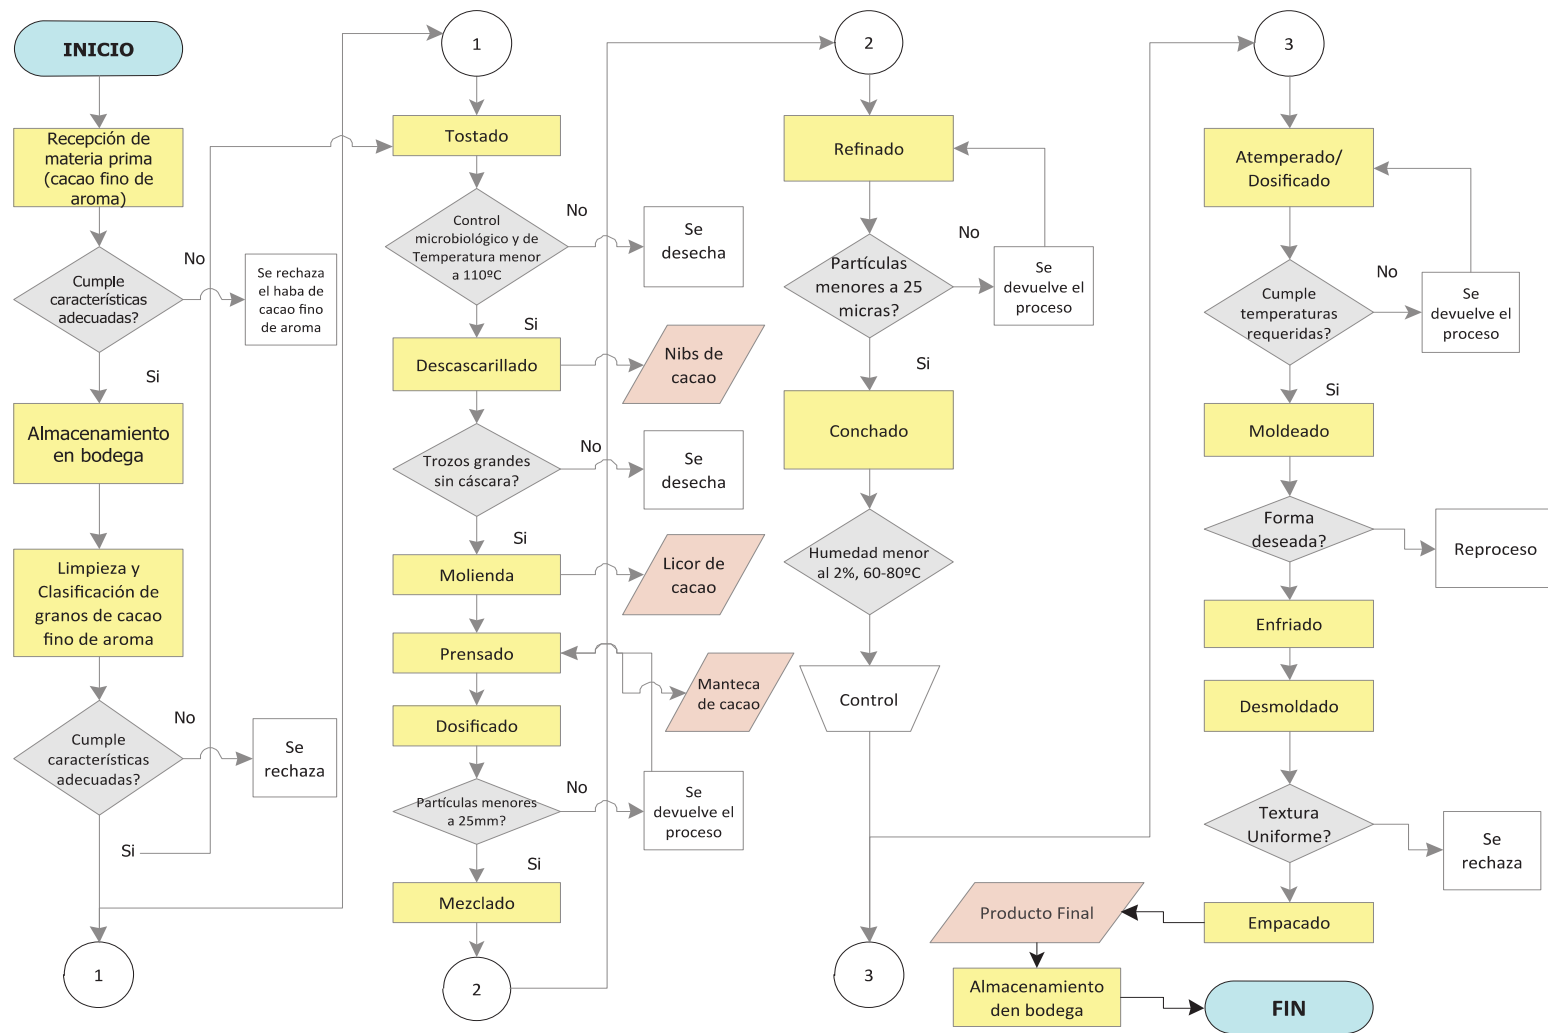 INICIO
Recepción de
materia prima
(cacao fino de
aroma)
Cumple
características
adecuadas?
No
Se rechaza
el haba de
cacao fino
de aroma
Si
Almacenamiento
en bodega
Limpieza y
Clasificación de
granos de cacao
fino de aroma
Cumple
características
adecuadas?
No
Se
rechaza
Si
1
1
Tostado
Control
microbiológico y de
Temperatura menor
a 110ºC
No
Se
desecha
Si
Descascarillado
Nibs de
cacao
Trozos grandes
sin cáscara?
No
Se
desecha
Si
Molienda
Licor de
cacao
Prensado
Manteca
de cacao
Dosificado
Partículas menores
a 25mm?
No
Se
devuelve el
proceso
Si
Mezclado
2
2
Refinado
Partículas
menores a 25
micras?
No
Se
devuelve el
proceso
Si
Conchado
Humedad menor
al 2%, 60-80ºC
Control
3
3
Atemperado/
Dosificado
Cumple
temperaturas
requeridas?
No
Se
devuelve el
proceso
Si
Moldeado
Forma
deseada?
Reproceso
Enfriado
Desmoldado
Textura
Uniforme?
Se
rechaza
Empacado
Producto Final
Almacenamiento
den bodega
FIN